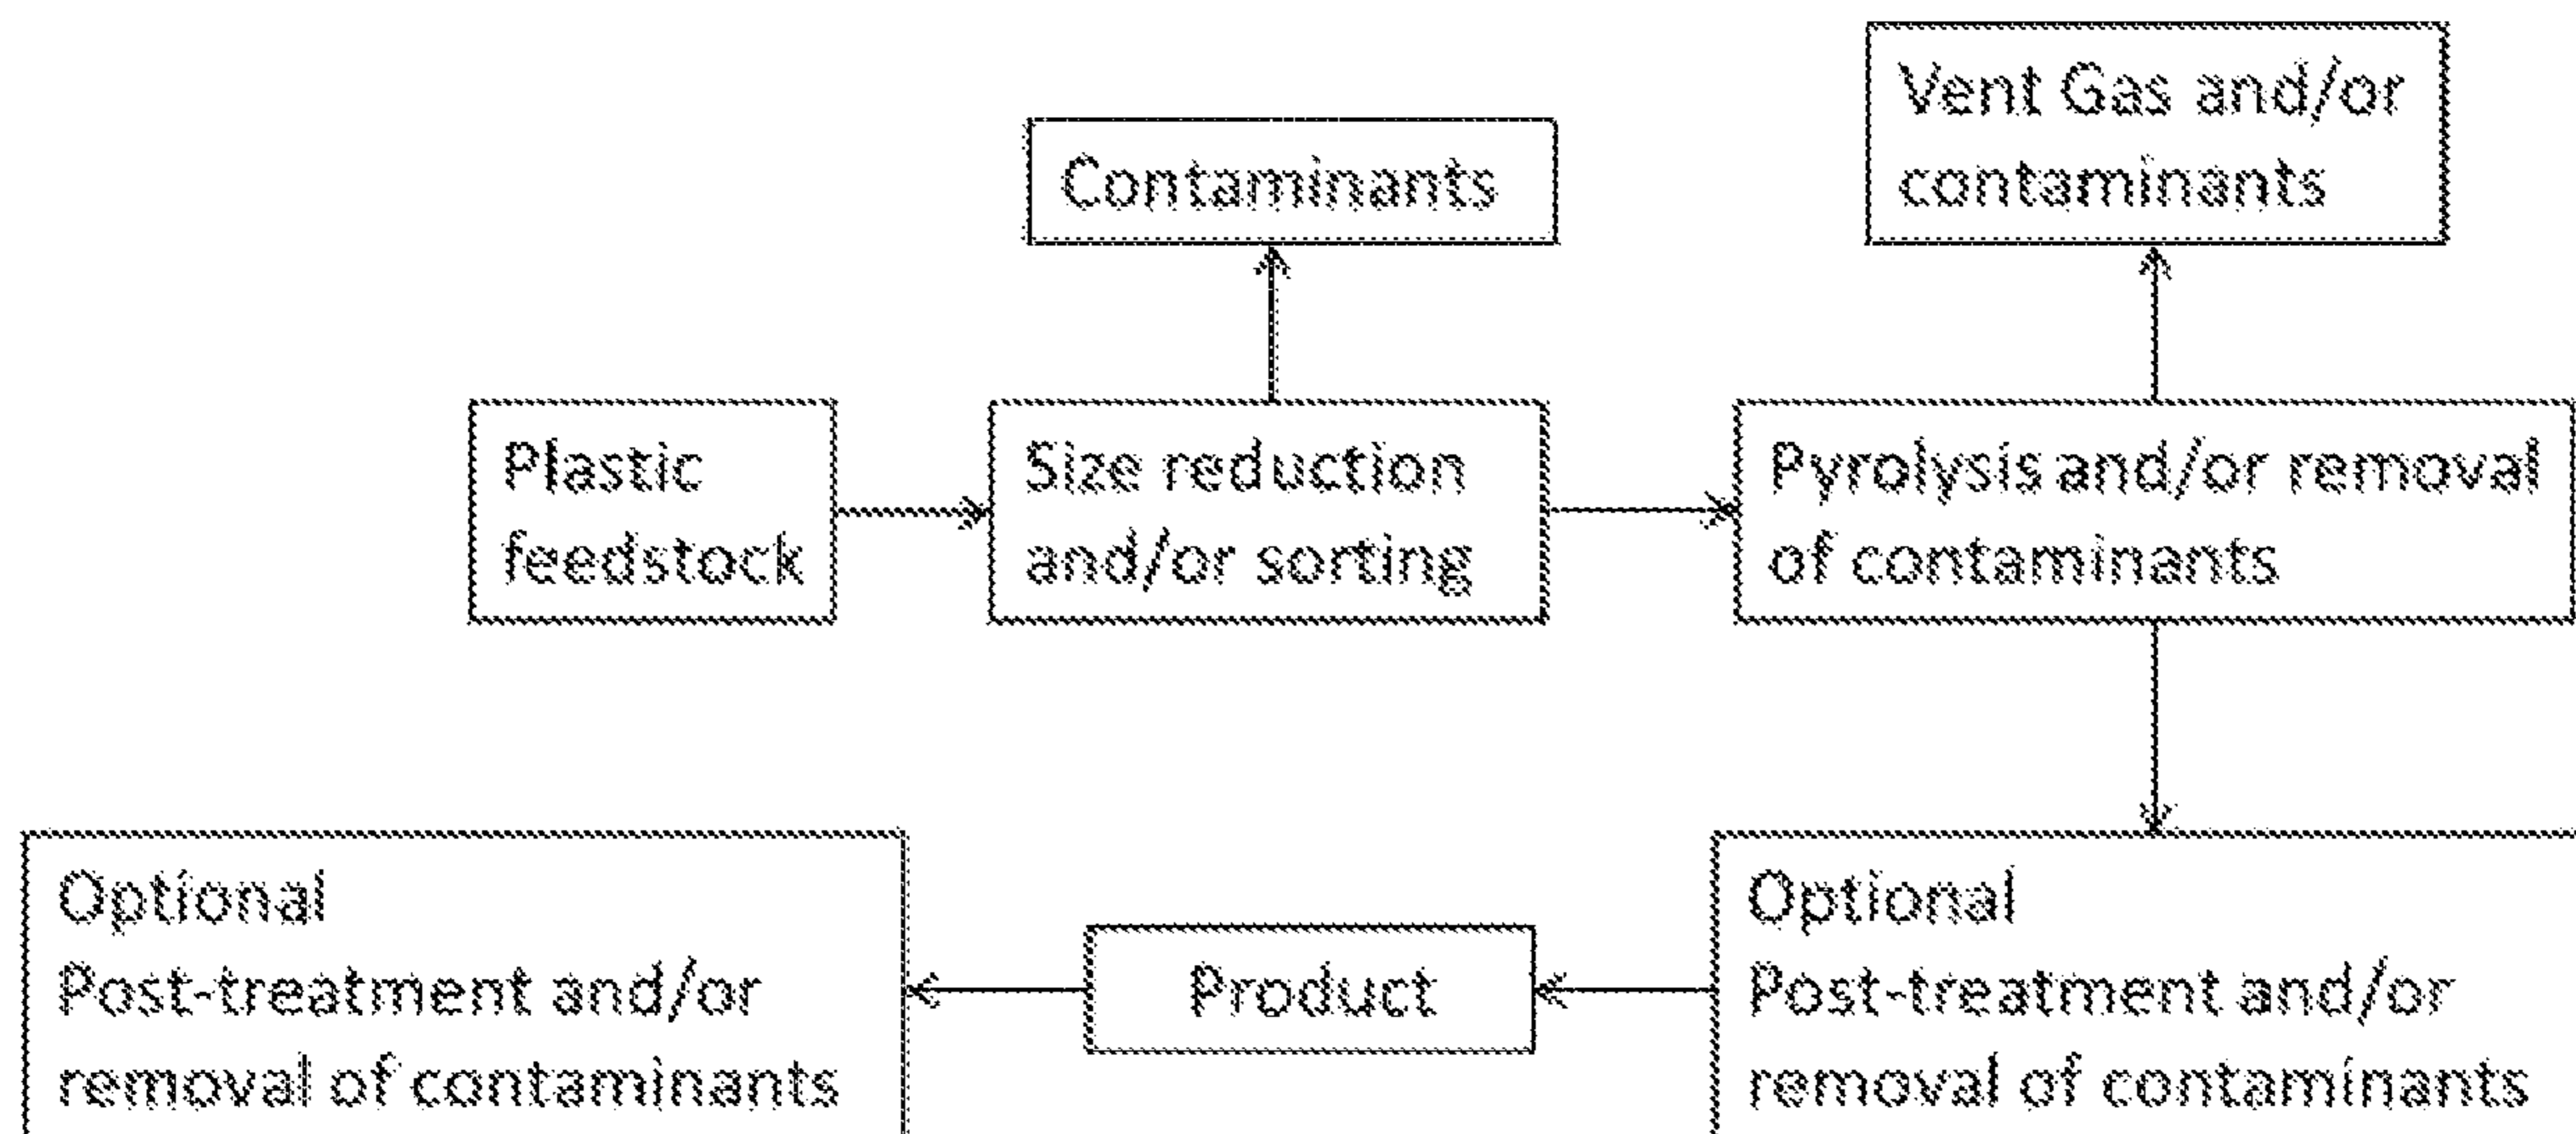 Vent Gas and/or
contaminants
Contaminants
Plastic
feedstock
Size reduction
and/or sorting
Pyrolysis and/or removal
of contaminants
Optional
Post-treatment and/or
removal of contaminants
Product
Optional
Post-treatment and/or
removal of contaminants